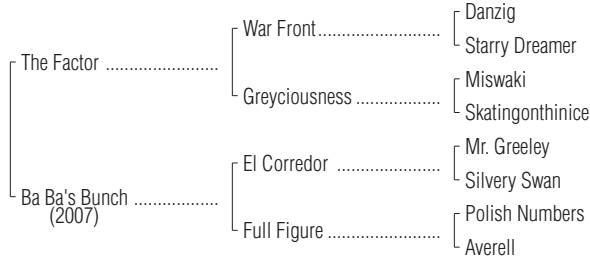 Danzig
War Front
Starry Dreamer
The Factor
Miswaki
Greyciousness
Skatingonthinice
Mr. Greeley
El Corredor
Silvery Swan
Ba Ba's Bunch
(2007)
Polish Numbers
Full Figure
Averell